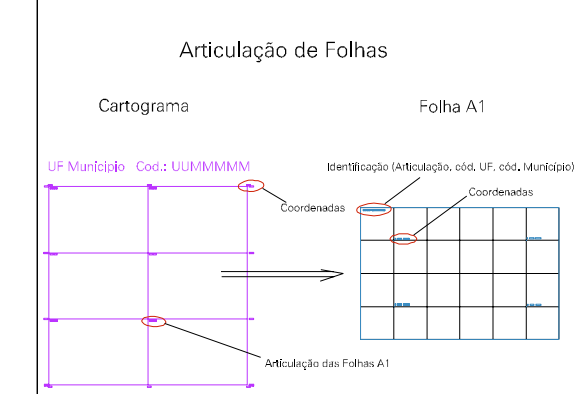 Articulação de Folhas
Cartograma
Folha A1
UF Municipio Cod.: UUMMMMM
Identificação (Articulação, cód. UF, cód. Município)
Coordenadas
Coordenadas
Articulação das Folhas A1